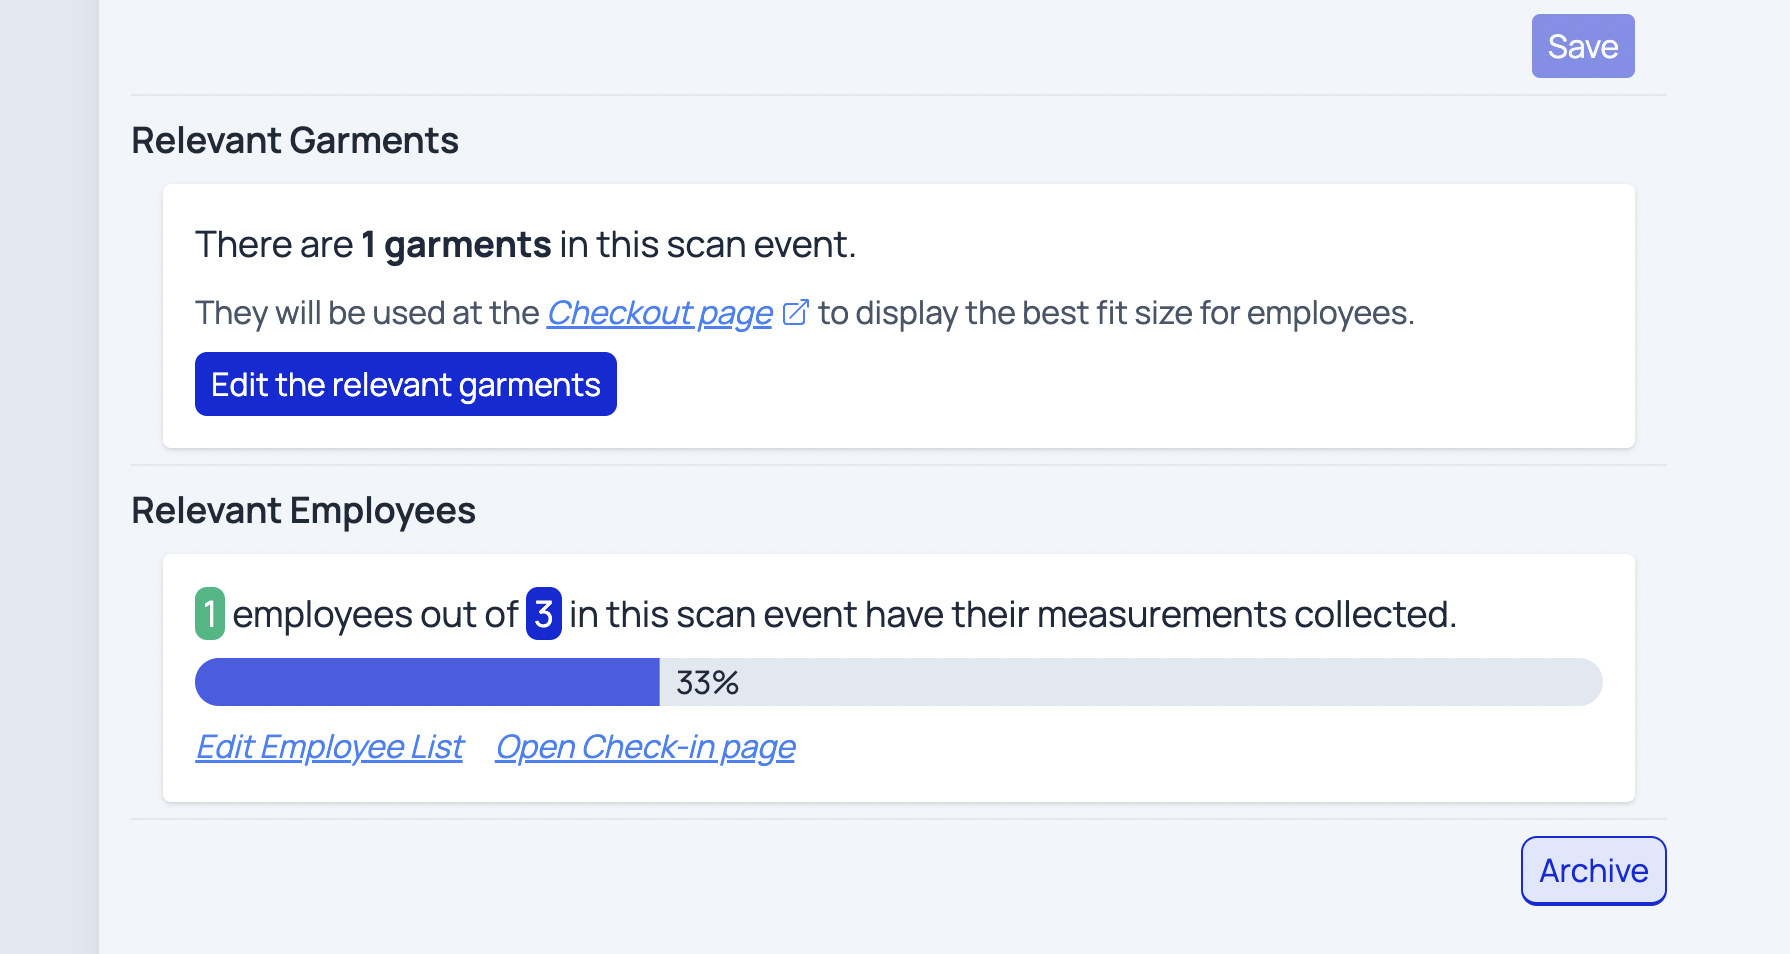 Save
Relevant Garments
There are 1 garments in this scan event.
They will be used at the Checkout page to display the best fit size for employees.
Edit the relevant garments
Relevant Employees
1 employees out of 3 in this scan event have their measurements collected.
33%
Edit Employee List Open Check-in page
Archive